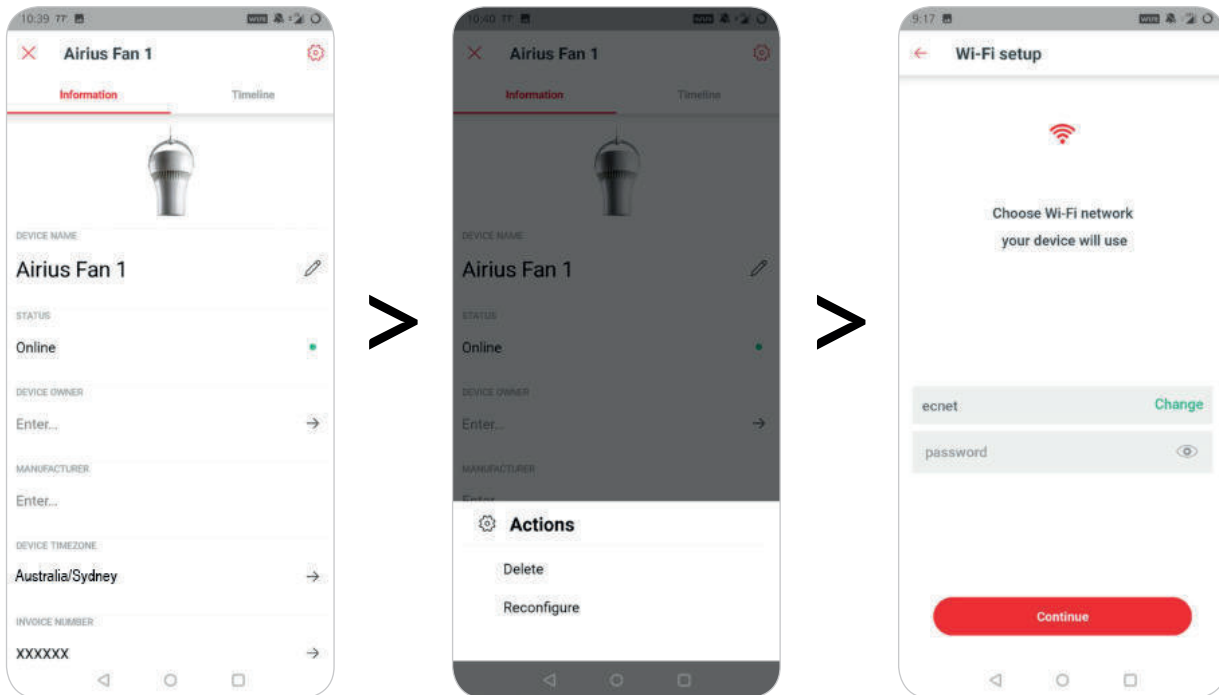 10:39
Airius Fan 1
Information Timeline
DEVICE NAME
Airius Fan 1
STATUS
Online
DEVICE OWNER
Enter...
MANUFACTURER
Enter...
DEVICE TIMEZONE
Australia/Sydney
INVOICE NUMBER
XXXXXX
>
10:40
Airius Fan 1
Information Timeline
DEVICE NAME
Airius Fan 1
STATUS
Online
DEVICE OWNER
Enter...
MANUFACTURER
Enter...
Actions
Delete
Reconfigure
>
9:17
Wi-Fi setup
Choose Wi-Fi network
your device will use
ecnet Change
password
Continue